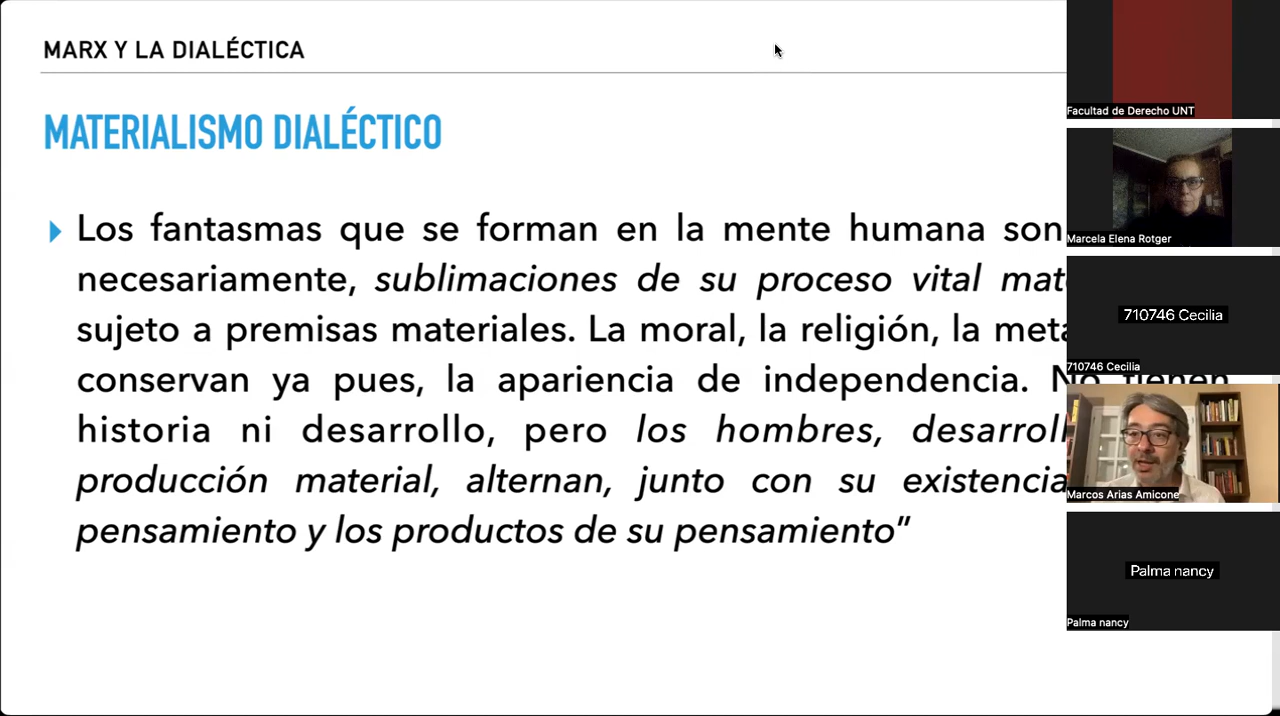 MARX Y LA DIALÉCTICA
MATERIALISMO DIALÉCTICO
Los fantasmas que se forman en la mente humana son
necesariamente, sublimaciones de su proceso vital
sujeto a premisas materiales. La moral, la religión, la
conservan ya pues, la apariencia de independencia. No tienen
historia ni desarrollo, pero los hombres,
producción material, alternan, junto con su existencia
pensamiento y los productos de su pensamiento”
Facultad de Derecho UNT
Marcela Elena Rotger
710746 Cecilia
710746 Cecilia
Marcos Arias Amicone
Palma nancy
Palma nancy